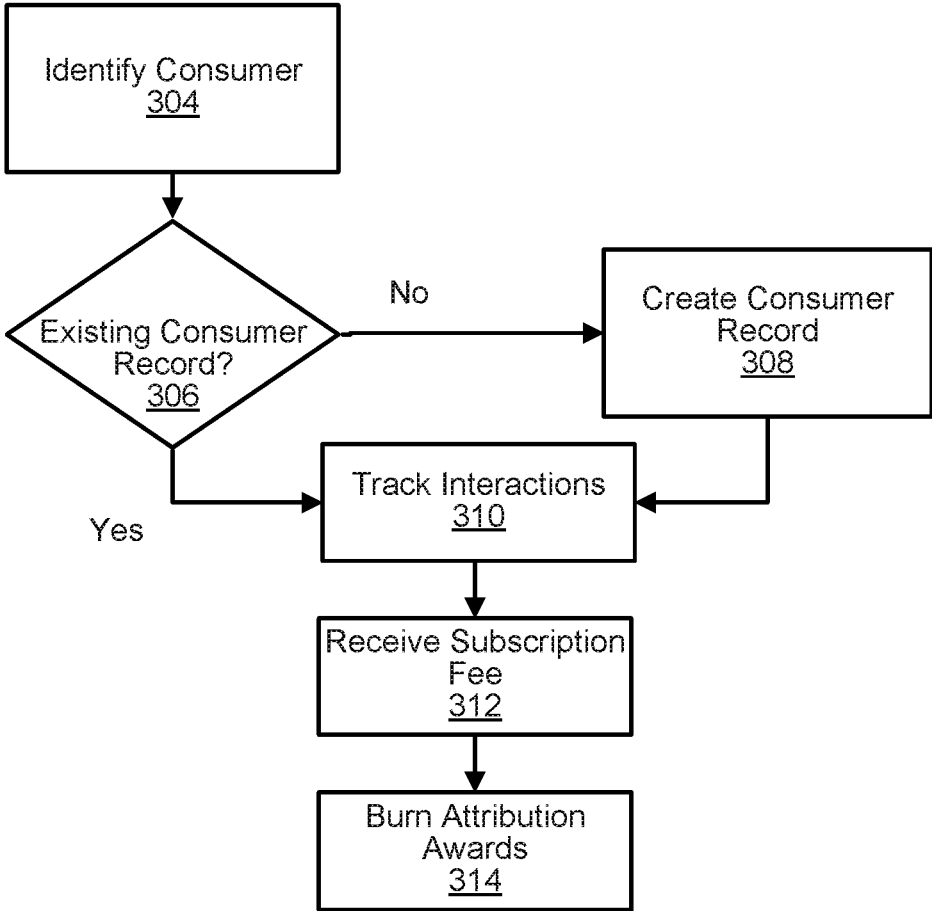 Identify Consumer
304
No
Existing Consumer
Record?
306
Create Consumer
Record
308
Yes
Track Interactions
310
Receive Subscription
Fee
312
Burn Attribution
Awards
314